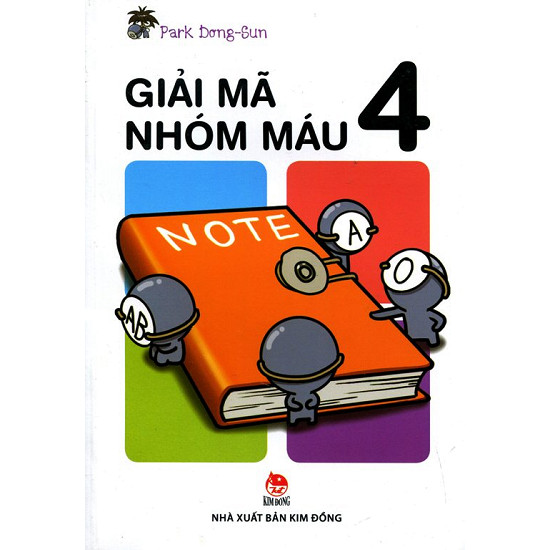 Park Dong-Sun
GIẢI MÃ
NHÓM MÁU 4
NOTE
A
O
AB
KIM ĐỒNG
NHÀ XUẤT BẢN KIM ĐỒNG